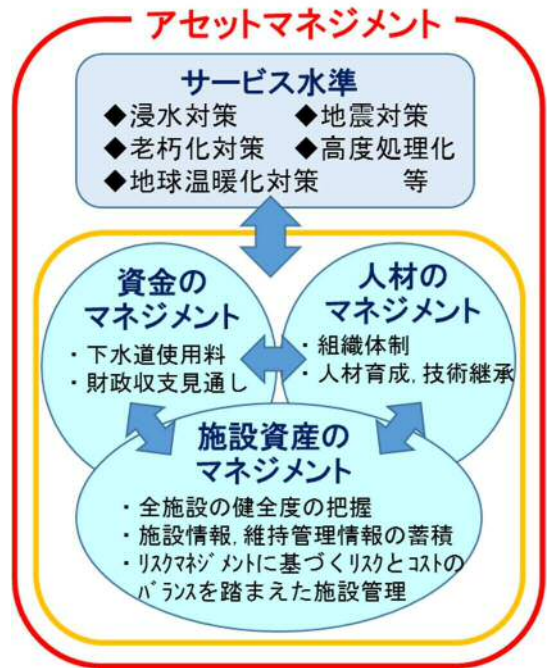 アセットマネジメント
サービス水準
◆浸水対策 ◆地震対策
◆老朽化対策 ◆高度処理化
◆地球温暖化対策 等
資金の
マネジメント
・下水道使用料
・財政収支見通し
人材の
マネジメント
・組織体制
・人材育成,技術継承
施設資産の
マネジメント
・全施設の健全度の把握
・施設情報,維持管理情報の蓄積
・ﾘｽｸﾏﾈｼﾞﾒﾝﾄに基づくﾘｽｸとｺｽﾄの
ﾊﾞﾗﾝｽを踏まえた施設管理